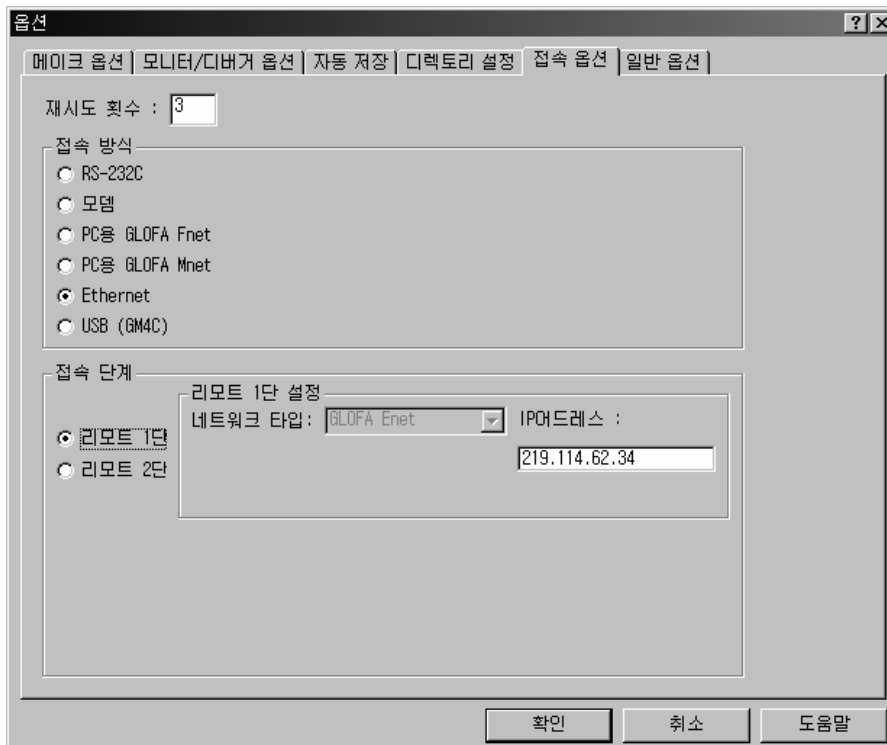 옵션
메이크 옵션 모니터/디버거 옵션 자동 저장 디렉토리 설정 접속 옵션 일반 옵션
재시도 횟수 : 3
접속 방식
RS-232C
모뎀
PC용 GLOFA Fnet
PC용 GLOFA Mnet
Ethernet
USB (GM4C)
접속 단계
리모트 1단 설정
네트워크 타입: GLOFA Enet IP어드레스 :
리모트 1단
219.114.62.34
리모트 2단
확인 취소 도움말